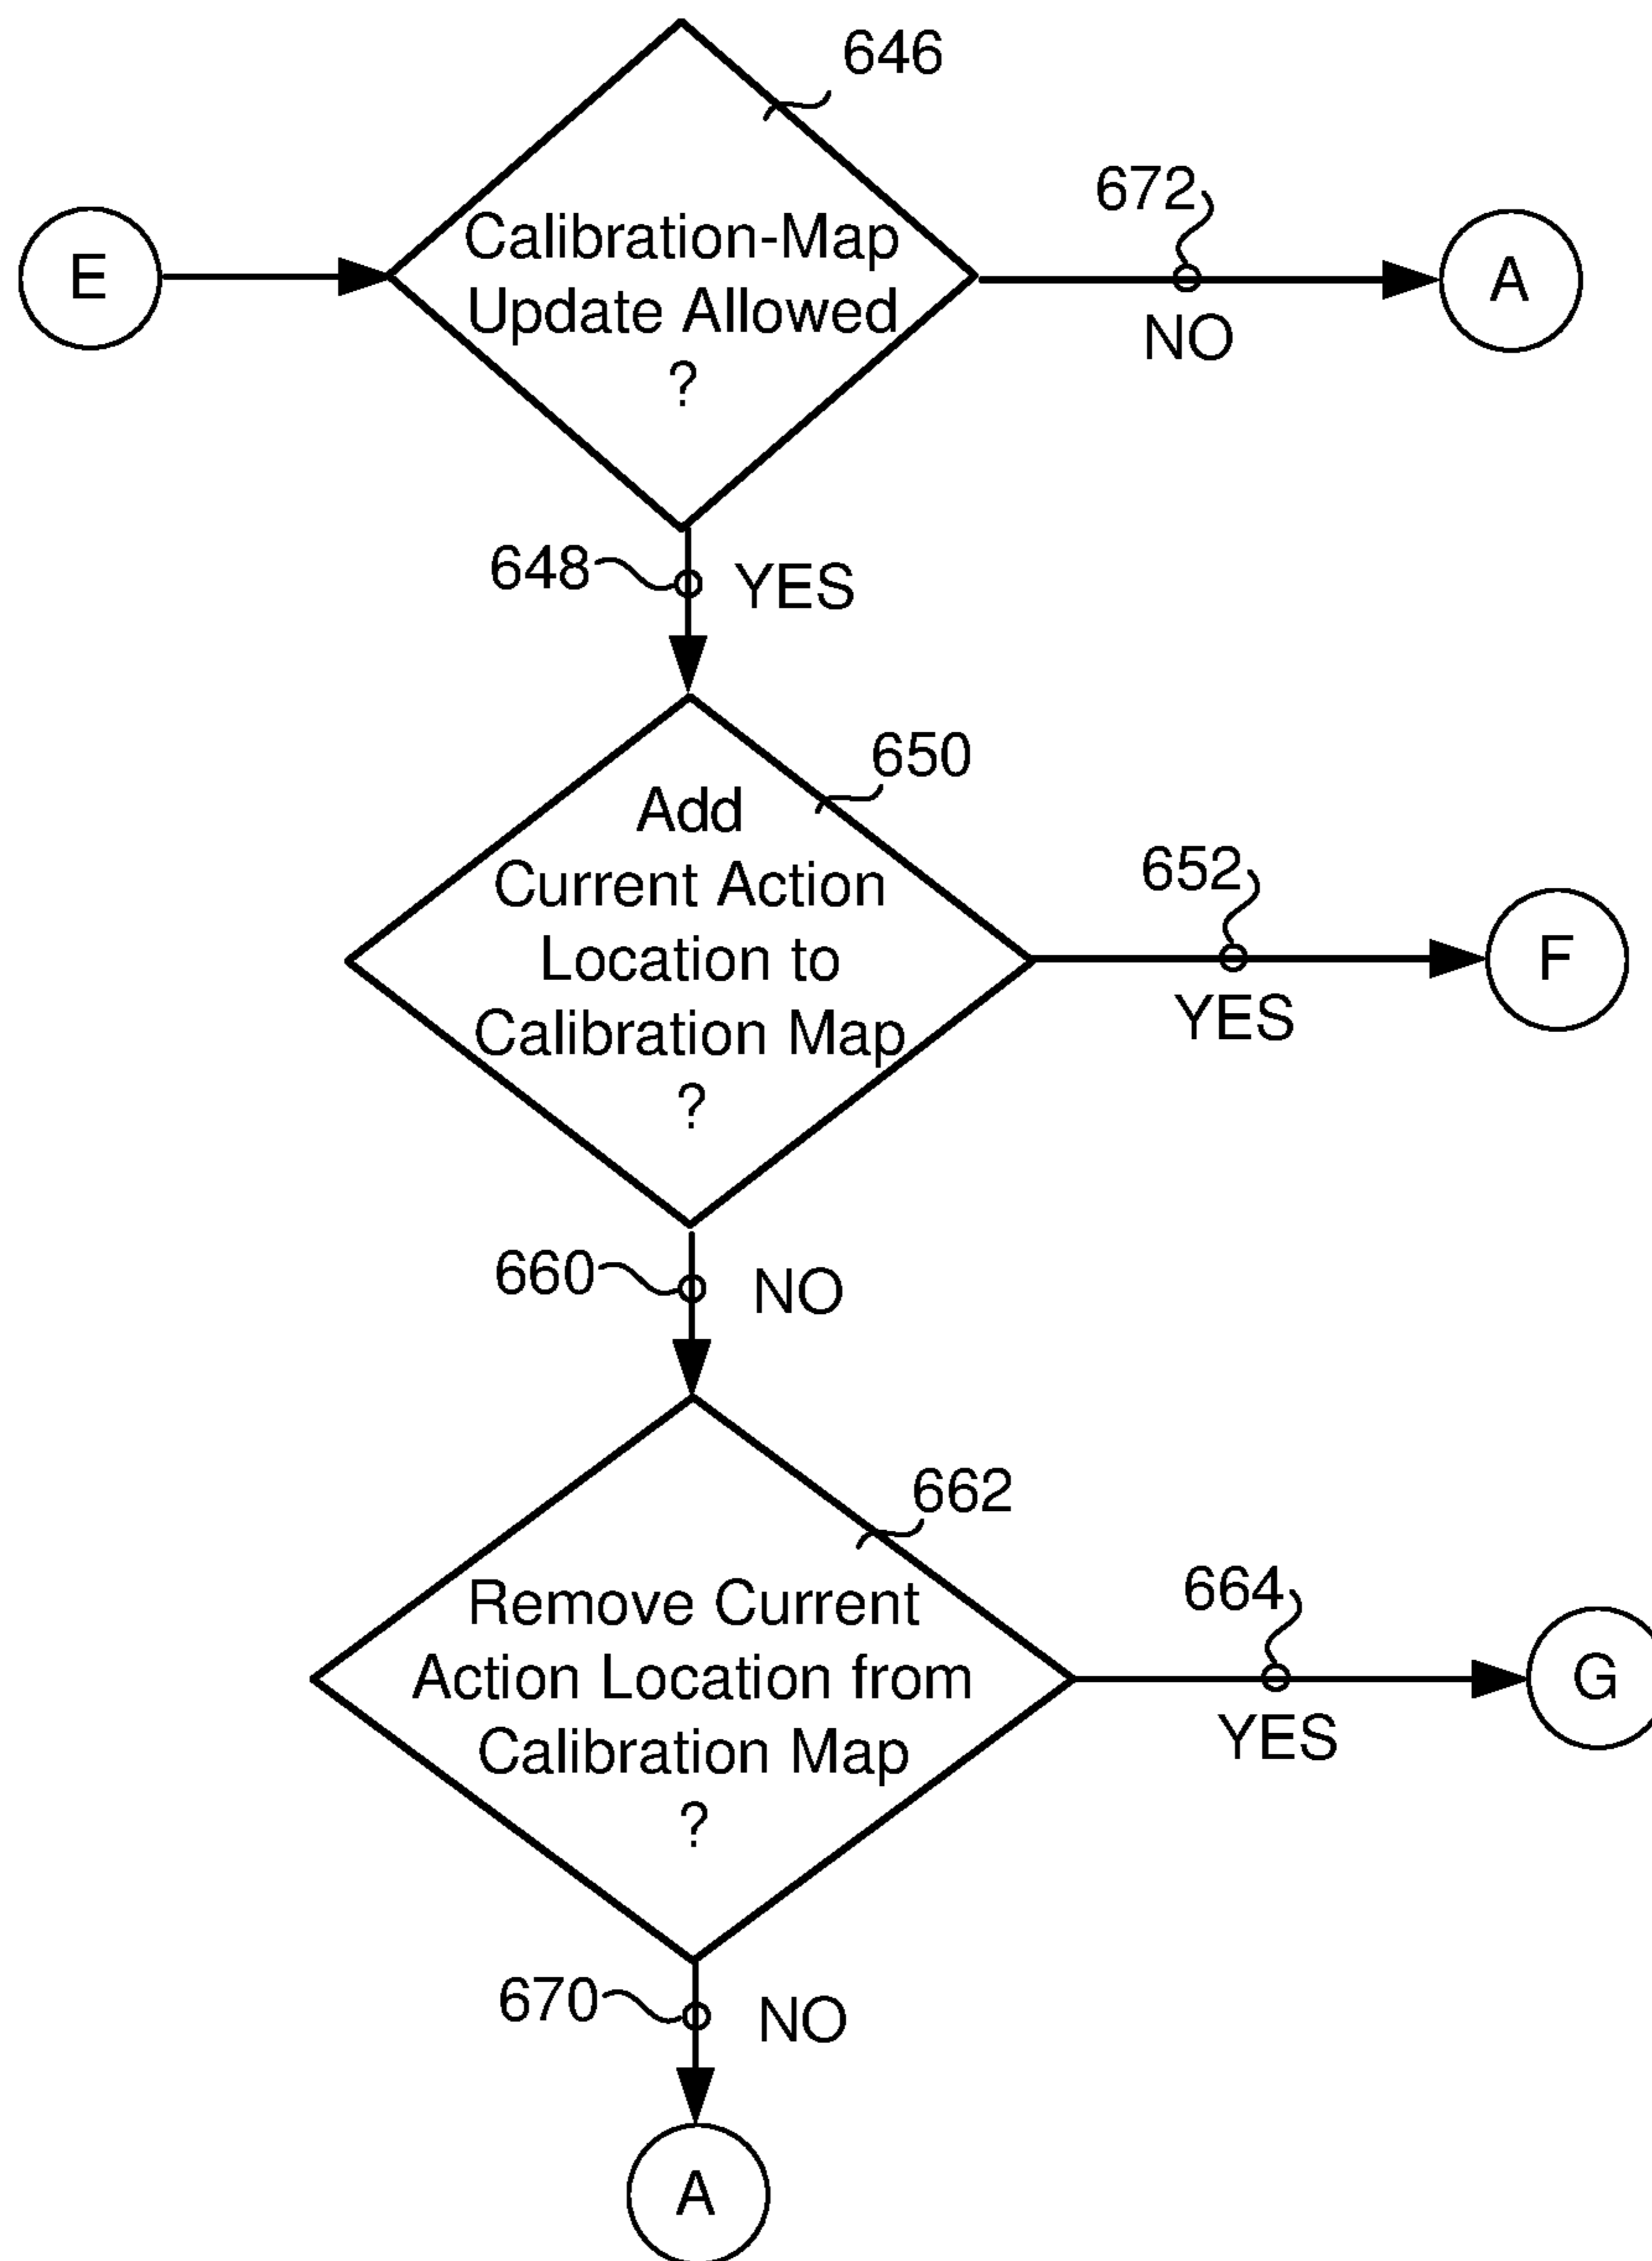 646
672
E
Calibration-Map
Update Allowed
?
A
NO
648
YES
650
Add
Current Action
Location to
Calibration Map
?
652
F
YES
660
NO
662
Remove Current
Action Location from
Calibration Map
?
664
G
YES
670
NO
A